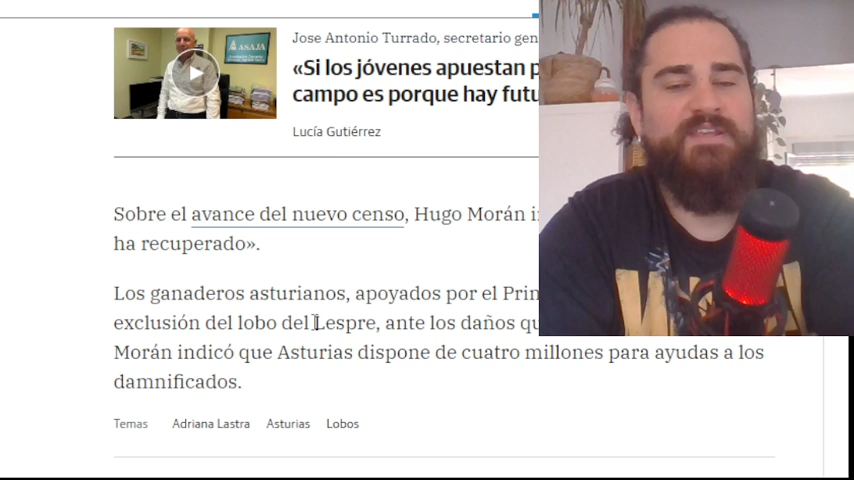 ASAJA
Jose Antonio Turrado, secretario gen
«Si los jóvenes apuestan p
campo es porque hay futu
Lucía Gutiérrez
Sobre el avance del nuevo censo, Hugo Morán i
ha recuperado».
Los ganaderos asturianos, apoyados por el Prin
exclusión del lobo del Lespre, ante los daños qu
Morán indicó que Asturias dispone de cuatro millones para ayudas a los
damnificados.
Temas Adriana Lastra Asturias Lobos